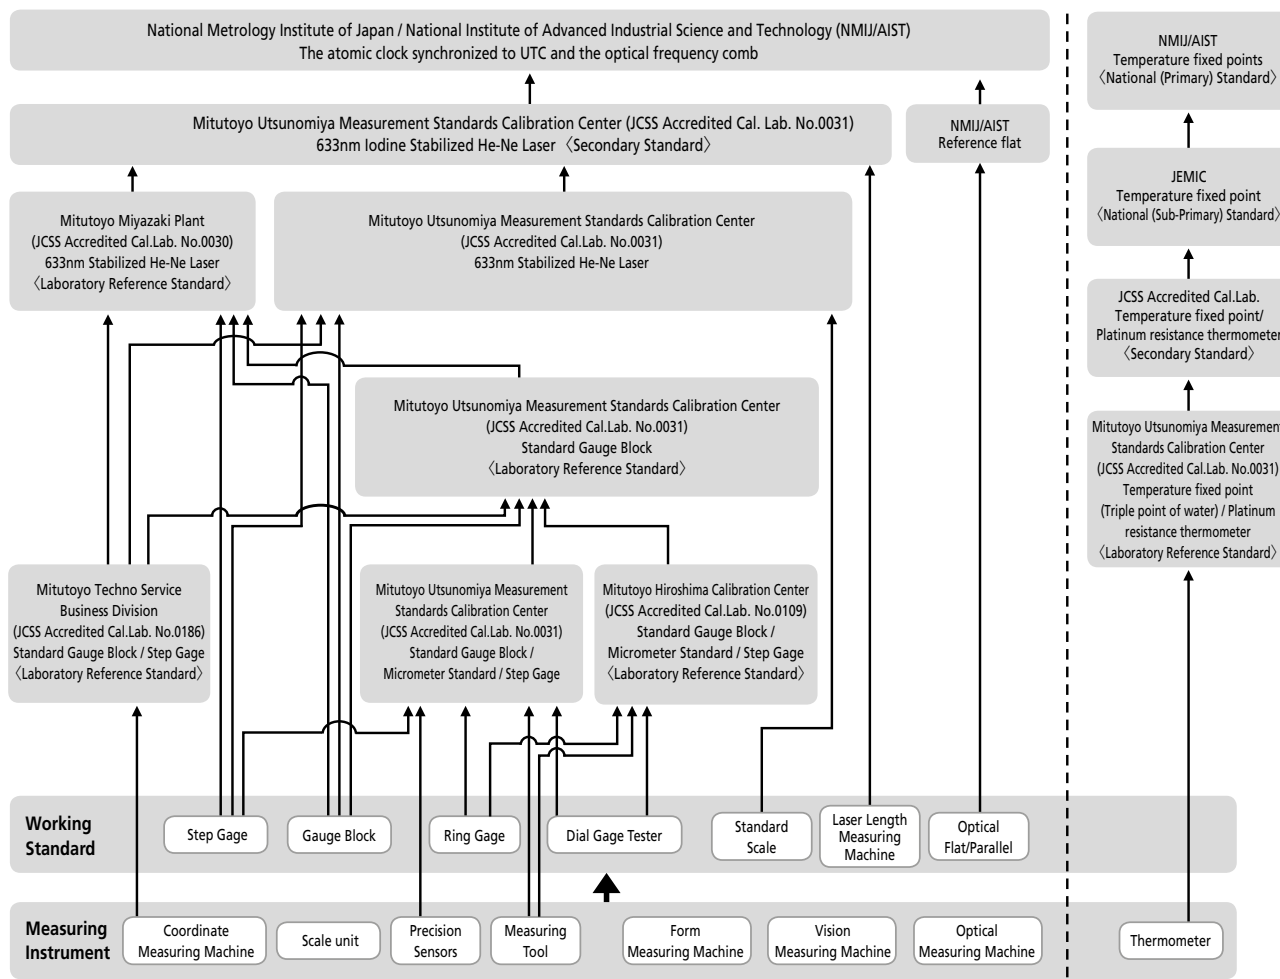 National Metrology Institute of Japan / National Institute of Advanced Industrial Science and Technology (NMIJ/AIST)
The atomic clock synchronized to UTC and the optical frequency comb
NMIJ/AIST
Temperature fixed points
〈National (Primary) Standard〉
Mitutoyo Utsunomiya Measurement Standards Calibration Center (JCSS Accredited Cal. Lab. No.0031)
633nm Iodine Stabilized He-Ne Laser 〈Secondary Standard〉
NMIJ/AIST
Reference flat
JEMIC
Temperature fixed point
〈National (Sub-Primary) Standard〉
Mitutoyo Miyazaki Plant
(JCSS Accredited Cal.Lab. No.0030)
633nm Stabilized He-Ne Laser
〈Laboratory Reference Standard〉
Mitutoyo Utsunomiya Measurement Standards Calibration Center
(JCSS Accredited Cal.Lab. No.0031)
633nm Stabilized He-Ne Laser
JCSS Accredited Cal.Lab.
Temperature fixed point/
Platinum resistance thermometer
〈Secondary Standard〉
Mitutoyo Utsunomiya Measurement Standards Calibration Center
(JCSS Accredited Cal.Lab. No.0031)
Standard Gauge Block
〈Laboratory Reference Standard〉
Mitutoyo Utsunomiya Measurement
Standards Calibration Center
(JCSS Accredited Cal.Lab. No.0031)
Temperature fixed point
(Triple point of water) / Platinum
resistance thermometer
〈Laboratory Reference Standard〉
Mitutoyo Techno Service
Business Division
(JCSS Accredited Cal.Lab. No.0186)
Standard Gauge Block / Step Gage
〈Laboratory Reference Standard〉
Mitutoyo Utsunomiya Measurement
Standards Calibration Center
(JCSS Accredited Cal.Lab. No.0031)
Standard Gauge Block /
Micrometer Standard / Step Gage
Mitutoyo Hiroshima Calibration Center
(JCSS Accredited Cal.Lab. No.0109)
Standard Gauge Block /
Micrometer Standard / Step Gage
〈Laboratory Reference Standard〉
Working
Standard
Step Gage
Gauge Block
Ring Gage
Dial Gage Tester
Standard
Scale
Laser Length
Measuring
Machine
Optical
Flat/Parallel
Measuring
Instrument
Coordinate
Measuring Machine
Scale unit
Precision
Sensors
Measuring
Tool
Form
Measuring Machine
Vision
Measuring Machine
Optical
Measuring Machine
Thermometer